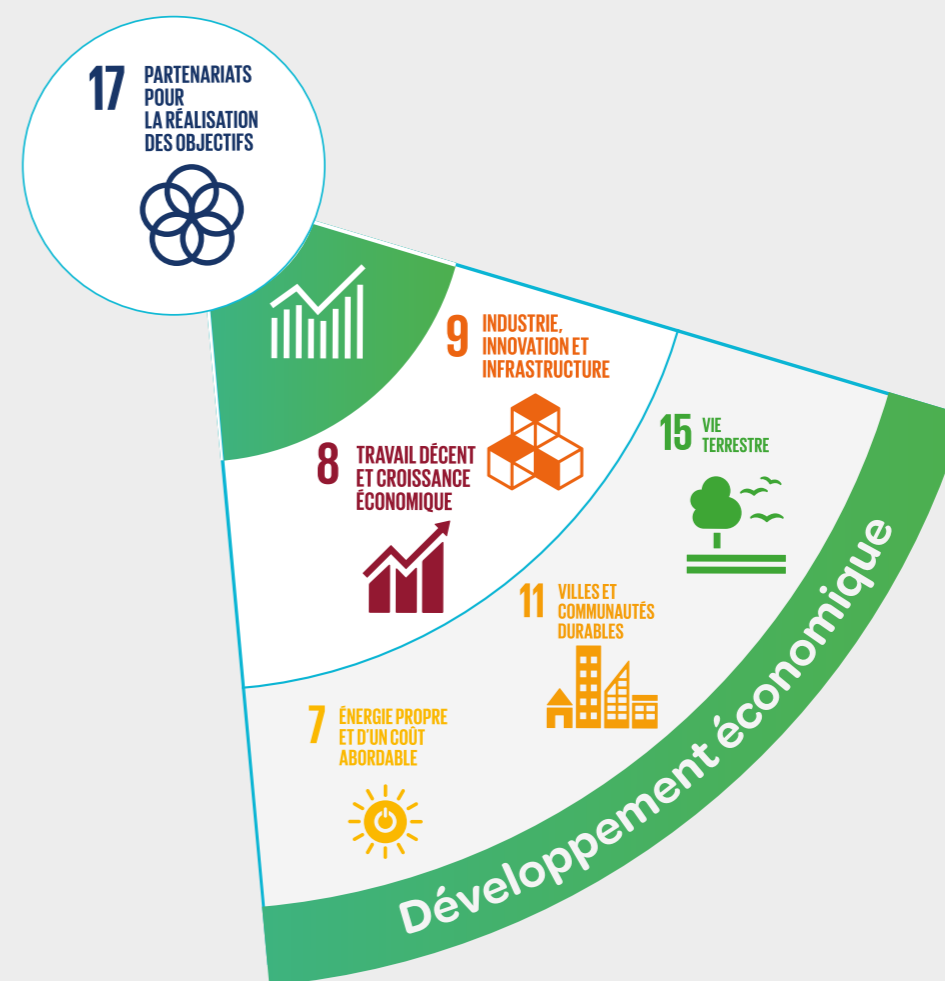 17
PARTENARIATS
POUR
LA RÉALISATION
DES OBJECTIFS
9
INDUSTRIE,
INNOVATION ET
INFRASTRUCTURE
8
TRAVAIL DÉCENT
ET CROISSANCE
ÉCONOMIQUE
15
VIE
TERRESTRE
11
VILLES ET
COMMUNAUTÉS
DURABLES
7
ÉNERGIE PROPRE
ET D'UN COÛT
ABORDABLE
Développement économique